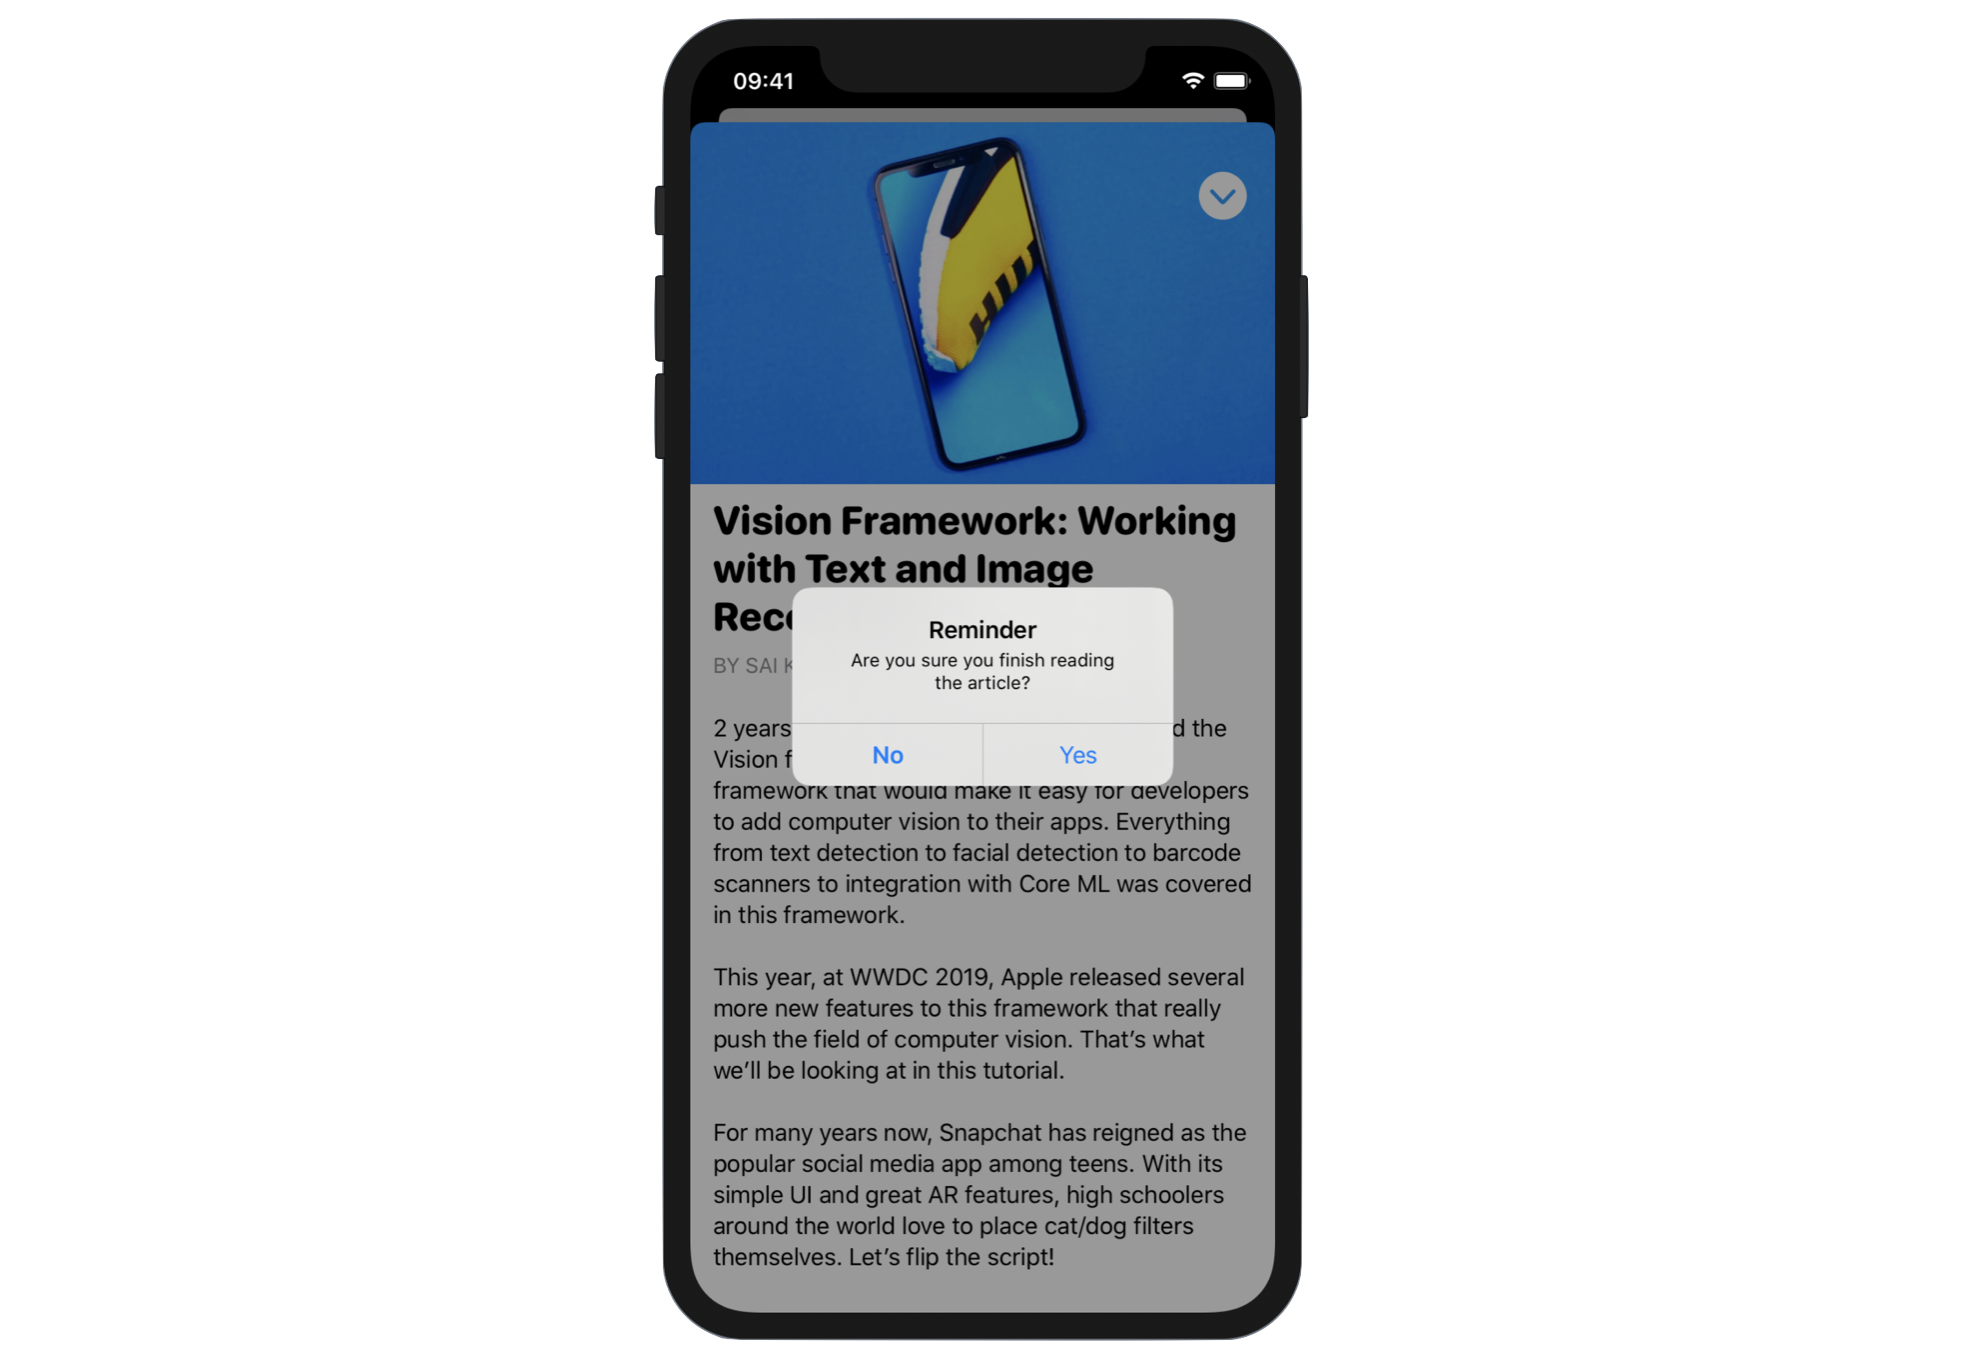 09:41
HUM
Vision Framework: Working
with Text and Image
Reminder
Are you sure you finish reading
the article?
No
Yes
BY SAI
2 years
d the
Vision
framework that would make it easy for developers
to add computer vision to their apps. Everything
from text detection to facial detection to barcode
scanners to integration with Core ML was covered
in this framework.
This year, at WWDC 2019, Apple released several
more new features to this framework that really
push the field of computer vision. That’s what
we’ll be looking at in this tutorial.
For many years now, Snapchat has reigned as the
popular social media app among teens. With its
simple UI and great AR features, high schoolers
around the world love to place cat/dog filters
themselves. Let’s flip the script!